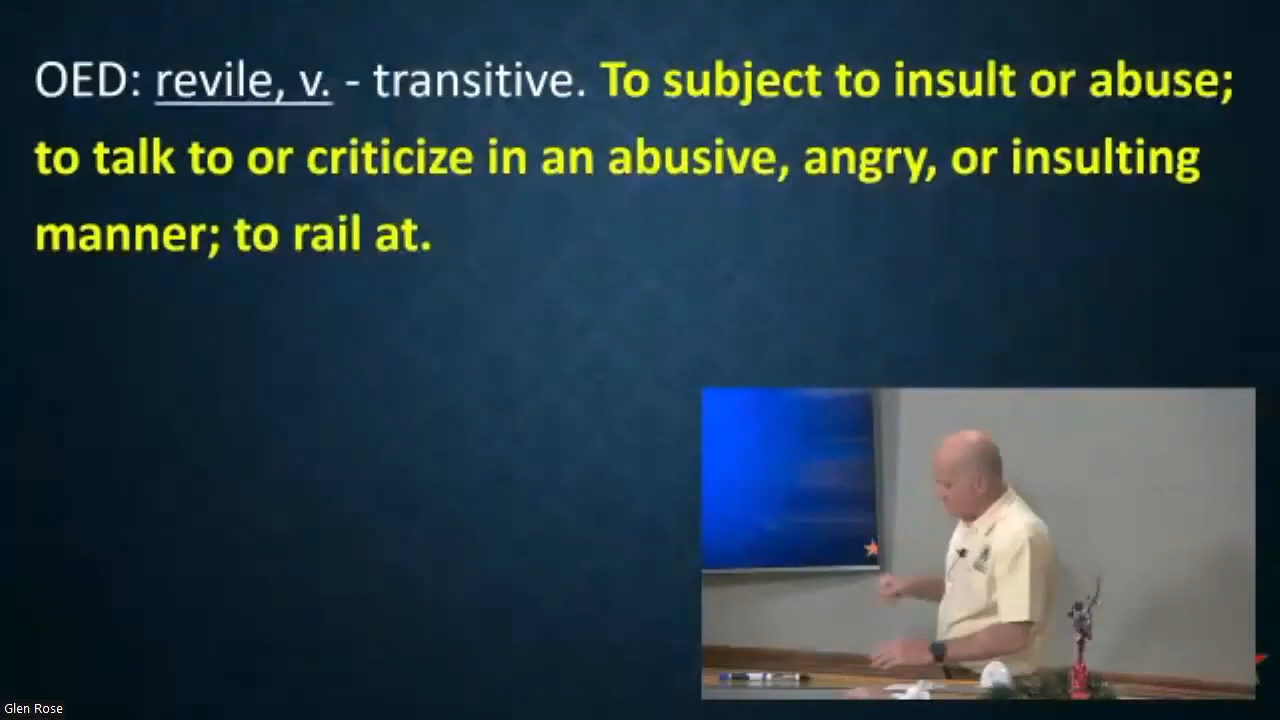 OED: revile, v. - transitive. To subject to insult or abuse;
to talk to or criticize in an abusive, angry, or insulting
manner; to rail at.
Glen Rose